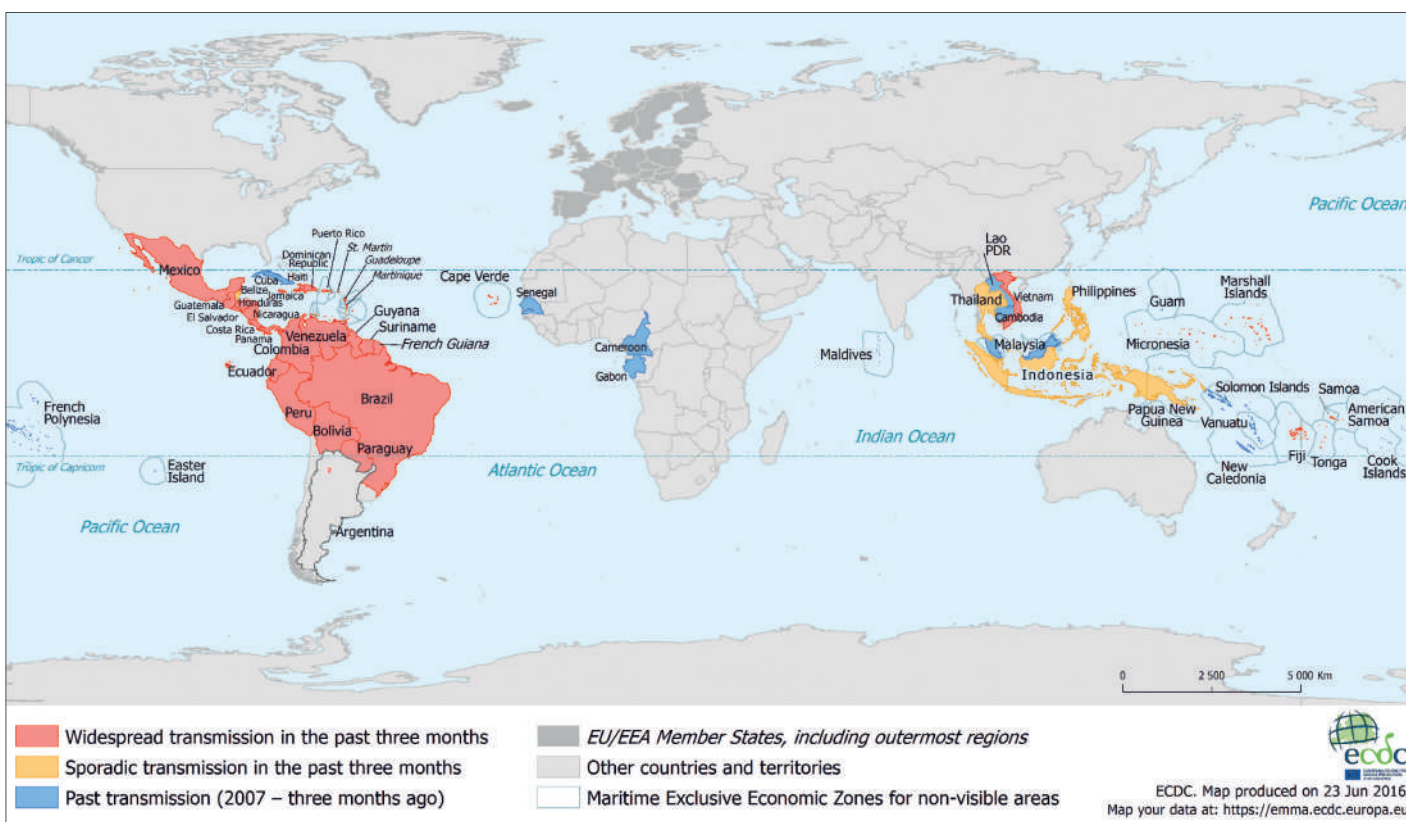 Pacific Ocean
Puerto Rico
St. Martin
Dominican
Republic
Guadeloupe
Martinique
Tropic of Cancer
Mexico
Cuba
Haiti
Belize
Jamaica
Guatemala
Honduras
El Salvador
Nicaragua
Costa Rica
Panama
Venezuela
Colombia
Guyana
Suriname
French Guiana
Ecuador
Brazil
Peru
Bolivia
Paraguay
Argentina
French
Polynesia
Tropic of Capricorn
Easter
Island
Pacific Ocean
Atlantic Ocean
Cape Verde
Senegal
Cameroon
Gabon
Maldives
Indian Ocean
Lao
PDR
Thailand
Vietnam
Cambodia
Philippines
Malaysia
Indonesia
Guam
Marshall
Islands
Micronesia
Papua New
Guinea
Solomon Islands
Vanuatu
New
Caledonia
Samoa
American
Samoa
Fiji
Tonga
Cook
Islands
0 2 500 5 000 Km
Widespread transmission in the past three months
Sporadic transmission in the past three months
Past transmission (2007 – three months ago)
EU/EEA Member States, including outermost regions
Other countries and territories
Maritime Exclusive Economic Zones for non-visible areas
ecdc
ECDC. Map produced on 23 Jun 2016
Map your data at: https://emma.ecdc.europa.eu